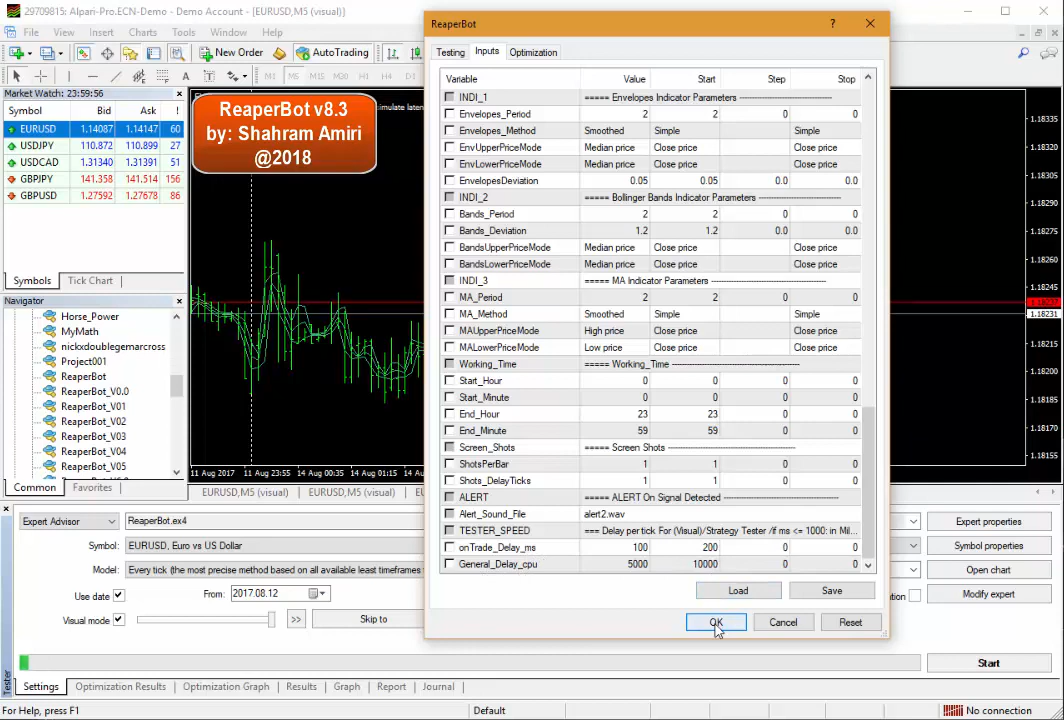 29709815: Alpari-Pro.ECN-Demo - Demo Account - [EURUSD,M5 (visual)]
File View Insert Charts Tools Window Help
New Order AutoTrading
M1 M5 M15 M30 H1 H4 D1
Market Watch: 23:59:56
Symbol Bid Ask !
EURUSD 1.14087 1.14147 60
USDJPY 110.872 110.899 27
USDCAD 1.31340 1.31391 51
GBPJPY 141.358 141.514 156
GBPUSD 1.27592 1.27678 86
Symbols Tick Chart
Navigator
Horse_Power
MyMath
nickxdoublegemarcross
Project001
ReaperBot
ReaperBot_V0.0
ReaperBot_V01
ReaperBot_V02
ReaperBot_V03
ReaperBot_V04
ReaperBot_V05
Common Favorites
ReaperBot v8.3
by: Shahram Amiri
@2018
11 Aug 2017 11 Aug 23:55 14 Aug 00:35
EURUSD,M5 (visual) EURUSD,M5 (visual)
1.18335
1.18320
1.18305
1.18290
1.18275
1.18260
1.18245
1.18237
1.18231
1.18215
1.18200
1.18185
1.18170
1.18155
ReaperBot
? ×
Testing Inputs Optimization
Variable Value Start Step Stop
INDI_1 ===== Envelopes Indicator Parameters
Envelopes_Period 2 2 0 0
Envelopes_Method Smoothed Simple Simple
EnvUpperPriceMode Median price Close price Close price
EnvLowerPriceMode Median price Close price Close price
EnvelopesDeviation 0.05 0.05 0.0 0.0
INDI_2 ===== Bollinger Bands Indicator Parameters
Bands_Period 2 2 0 0
Bands_Deviation 1.2 1.2 0.0 0.0
BandsUpperPriceMode Median price Close price Close price
BandsLowerPriceMode Median price Close price Close price
INDI_3 ===== MA Indicator Parameters
MA_Period 2 2 0 0
MA_Method Smoothed Simple Simple
MAUpperPriceMode High price Close price Close price
MALowerPriceMode Low price Close price Close price
Working_Time ===== Working_Time
Start_Hour 0 0 0 0
Start_Minute 0 0 0 0
End_Hour 23 23 0 0
End_Minute 59 59 0 0
Screen_Shots ===== Screen Shots
ShotsPerBar 1 1 0 0
Shots_DelayTicks 1 1 0 0
ALERT ===== ALERT On Signal Detected
Alert_Sound_File alert2.wav
TESTER_SPEED === Delay per tick For (Visual)/Strategy Tester /if ms <= 1000: in Mil...
onTrade_Delay_ms 100 200 0 0
General_Delay_cpu 5000 10000 0 0
Load Save
OK Cancel Reset
Expert Advisor ReaperBot.ex4 Expert properties
Symbol: EURUSD, Euro vs US Dollar Symbol properties
Model: Every tick (the most precise method based on all available least timeframes Open chart
Use date From: 2017.08.12 Modify expert
Visual mode >> Skip to
Start
Tester
Settings Optimization Results Optimization Graph Results Graph Report Journal
For Help, press F1 Default No connection